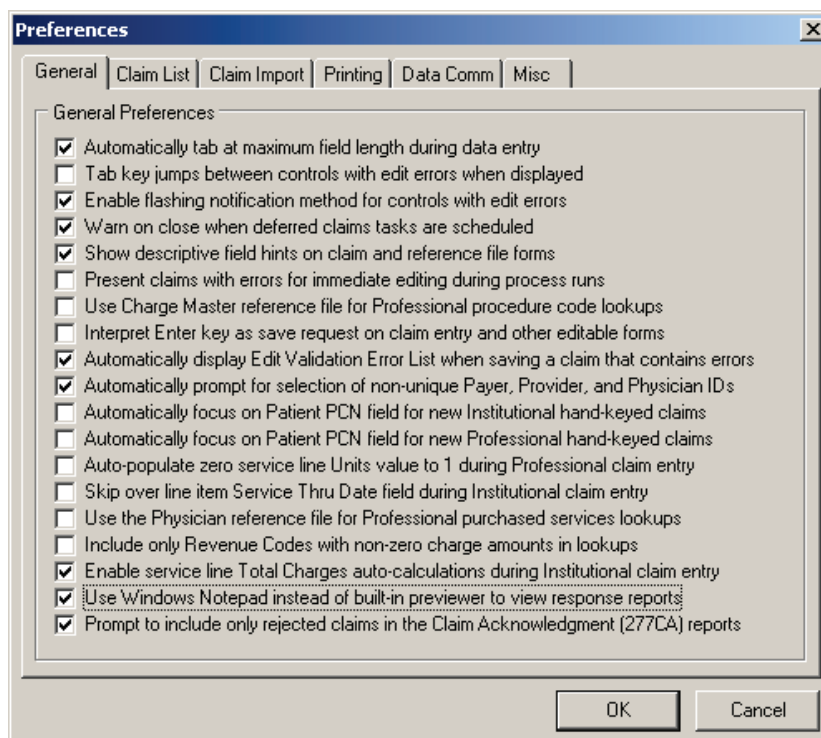 Preferences
General Claim List Claim Import Printing Data Comm Misc
General Preferences
Automatically tab at maximum field length during data entry
Tab key jumps between controls with edit errors when displayed
Enable flashing notification method for controls with edit errors
Warn on close when deferred claims tasks are scheduled
Show descriptive field hints on claim and reference file forms
Present claims with errors for immediate editing during process runs
Use Charge Master reference file for Professional procedure code lookups
Interpret Enter key as save request on claim entry and other editable forms
Automatically display Edit Validation Error List when saving a claim that contains errors
Automatically prompt for selection of non-unique Payer, Provider, and Physician IDs
Automatically focus on Patient PCN field for new Institutional hand-keyed claims
Automatically focus on Patient PCN field for new Professional hand-keyed claims
Auto-populate zero service line Units value to 1 during Professional claim entry
Skip over line item Service Thru Date field during Institutional claim entry
Use the Physician reference file for Professional purchased services lookups
Include only Revenue Codes with non-zero charge amounts in lookups
Enable service line Total Charges auto-calculations during Institutional claim entry
Use Windows Notepad instead of built-in previewer to view response reports
Prompt to include only rejected claims in the Claim Acknowledgment (277CA) reports
OK Cancel